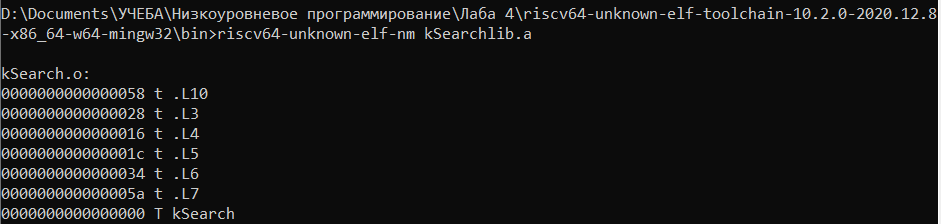 D:\Documents\УЧЕБА\Низкоуровневое программирование\Лаба 4\riscv64-unknown-elf-toolchain-10.2.0-2020.12.8
-x86_64-w64-mingw32\bin>riscv64-unknown-elf-nm kSearchlib.a
kSearch.o:
0000000000000058 t .L10
0000000000000028 t .L3
0000000000000016 t .L4
000000000000001c t .L5
0000000000000034 t .L6
000000000000005a t .L7
0000000000000000 T kSearch